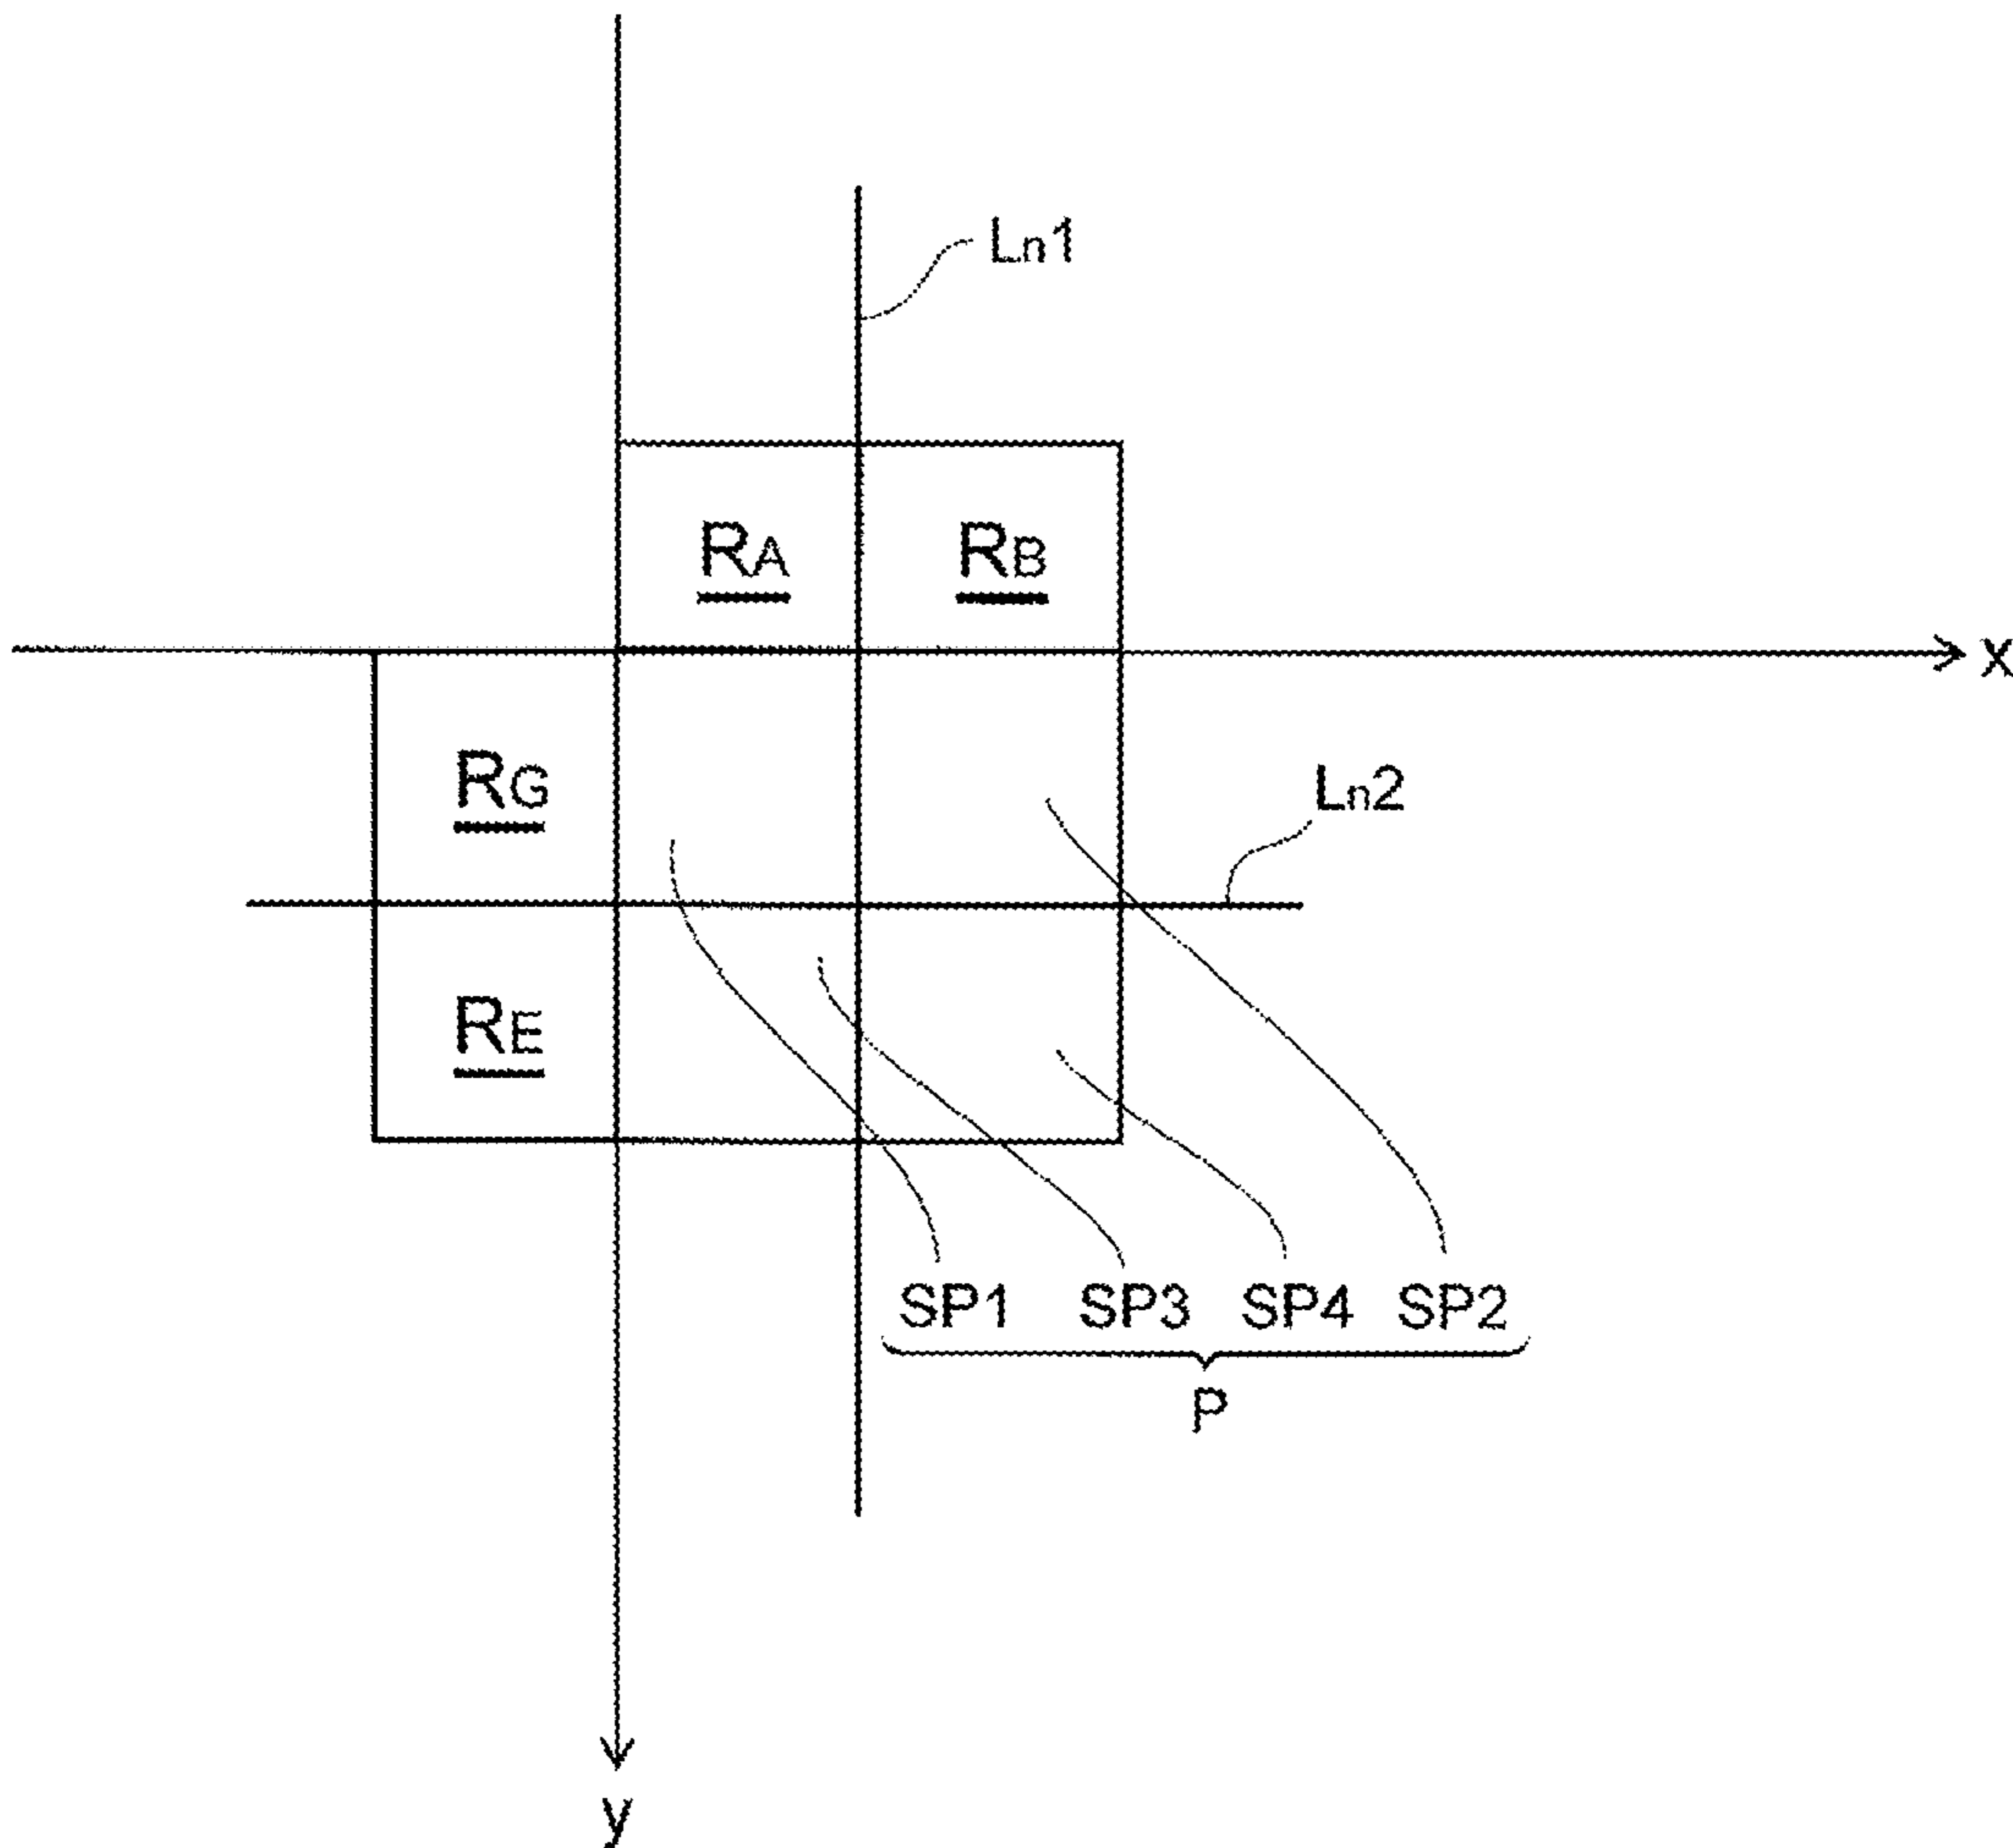 Ln1
RA RB
x
RG
Ln2
RE
SP1 SP3 SP4 SP2
P
y